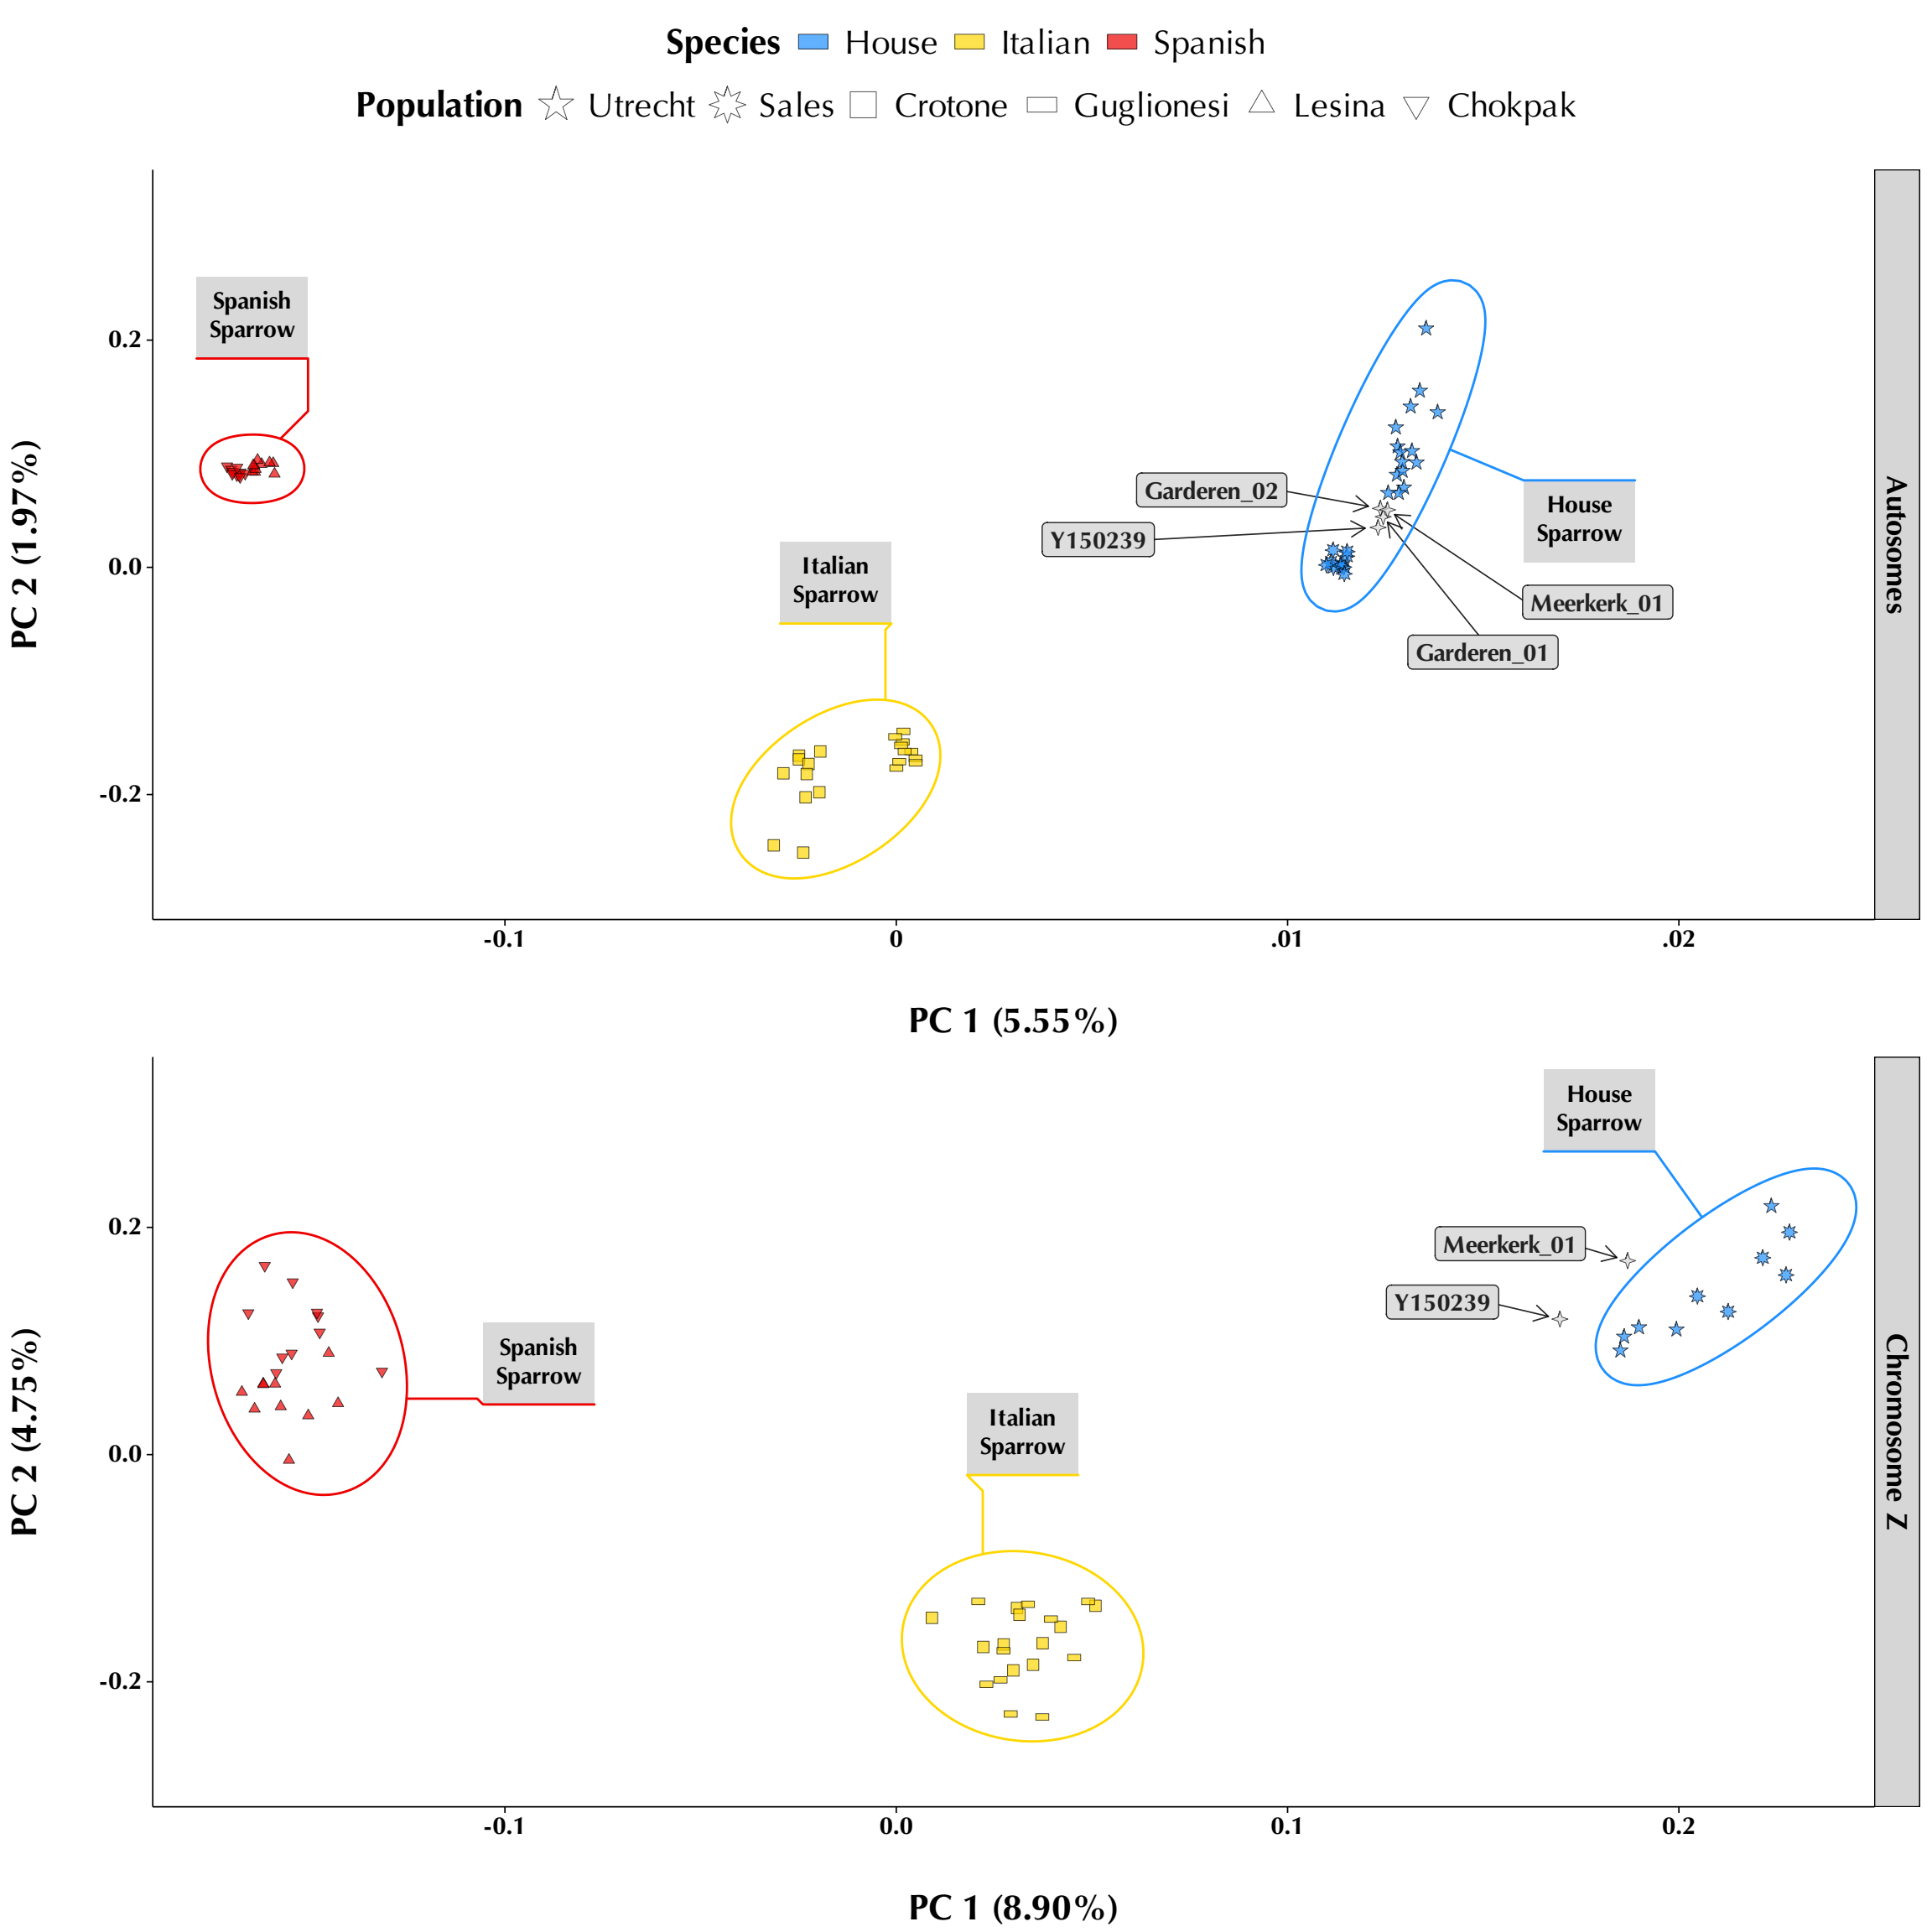 Species House Italian Spanish
Population Utrecht Sales Crotone Guglionesi Lesina Chokpak
Spanish
Sparrow
Italian
Sparrow
House
Sparrow
Garderen_02
Y150239
Meerkerk_01
Garderen_01
0.2
0.0
-0.2
PC 2 (1.97%)
-0.1 0 .01 .02
PC 1 (5.55%)
Autosomes
House
Sparrow
Meerkerk_01
Y150239
Spanish
Sparrow
Italian
Sparrow
0.2
0.0
-0.2
PC 2 (4.75%)
-0.1 0.0 0.1 0.2
PC 1 (8.90%)
Chromosome Z